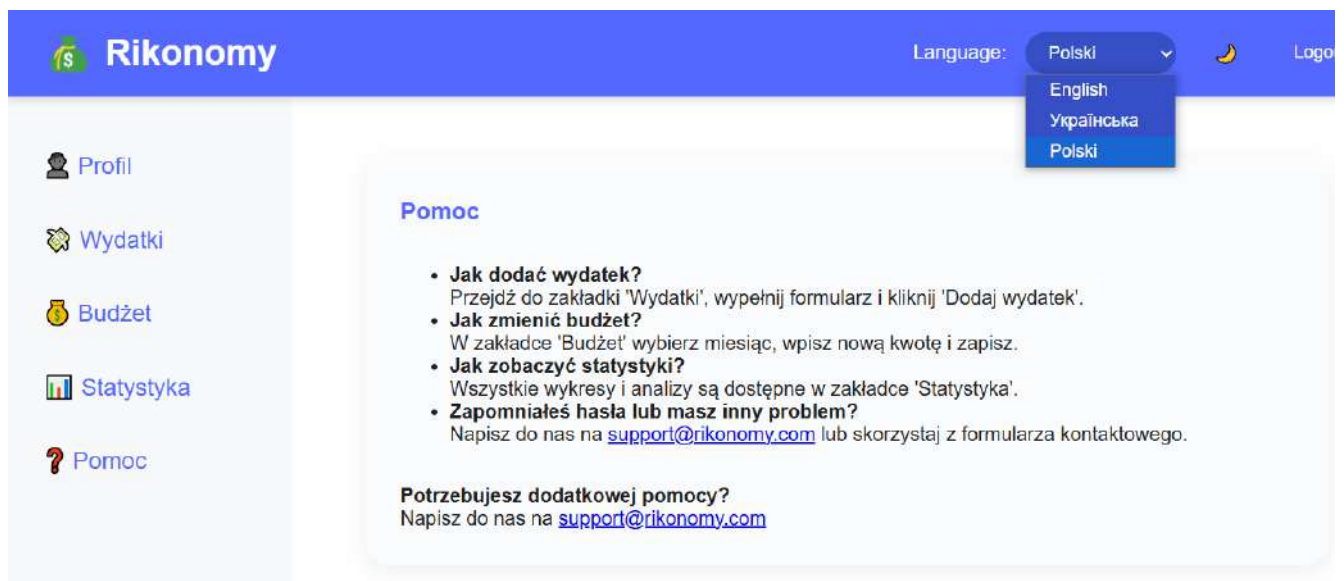 Rikonomy
Language: Polski
English
Українська
Polski
Profil
Wydatki
Budżet
Statystyka
Pomoc
Pomoc
Jak dodać wydatek?
Przejdź do zakładki 'Wydatki', wypełnij formularz i kliknij 'Dodaj wydatek'.
Jak zmienić budżet?
W zakładce 'Budżet' wybierz miesiąc, wpisz nową kwotę i zapisz.
Jak zobaczyć statystyki?
Wszystkie wykresy i analizy są dostępne w zakładce 'Statystyka'.
Zapomniałeś hasła lub masz inny problem?
Napisz do nas na support@rikonomy.com lub skorzystaj z formularza kontaktowego.
Potrzebujesz dodatkowej pomocy?
Napisz do nas na support@rikonomy.com